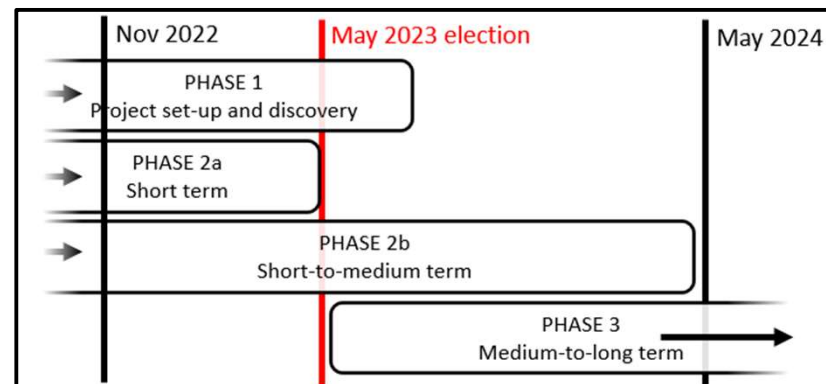 Nov 2022
May 2023 election
May 2024
PHASE 1
Project set-up and discovery
PHASE 2a
Short term
PHASE 2b
Short-to-medium term
PHASE 3
Medium-to-long term